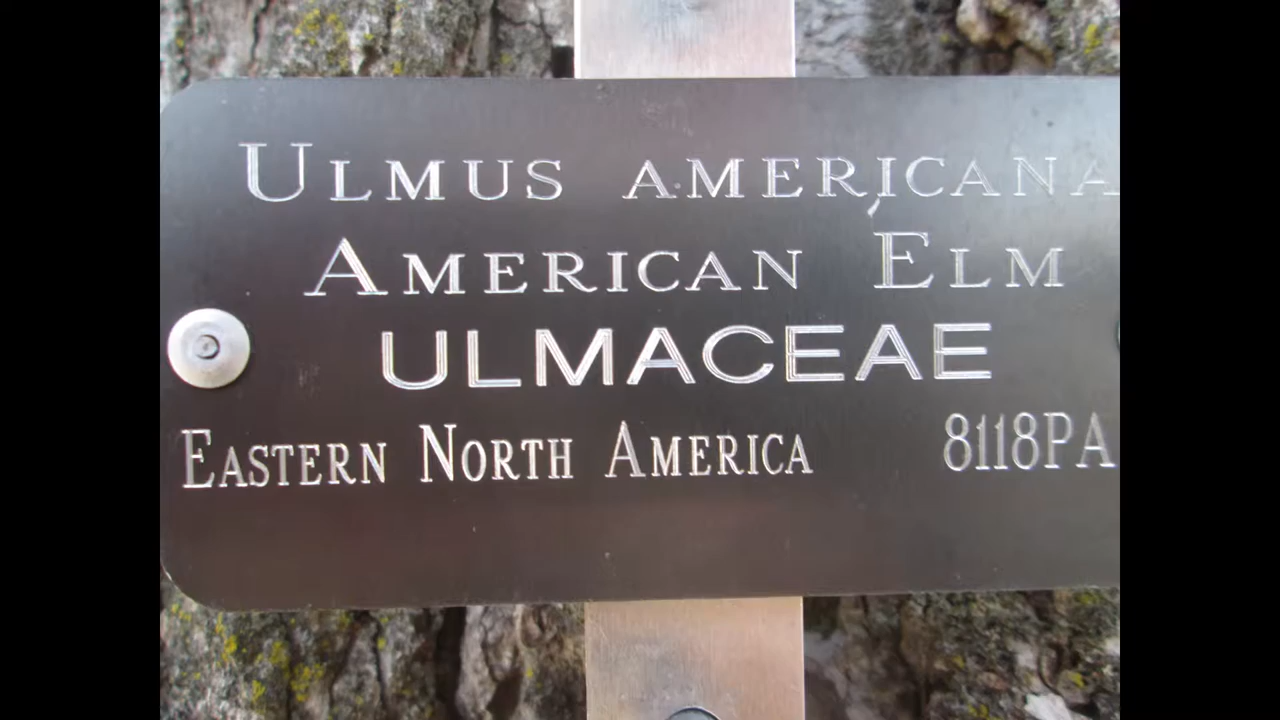 ULMUS AMERICANA
AMERICAN ELM
ULMACEAE
EASTERN NORTH AMERICA 8118PA